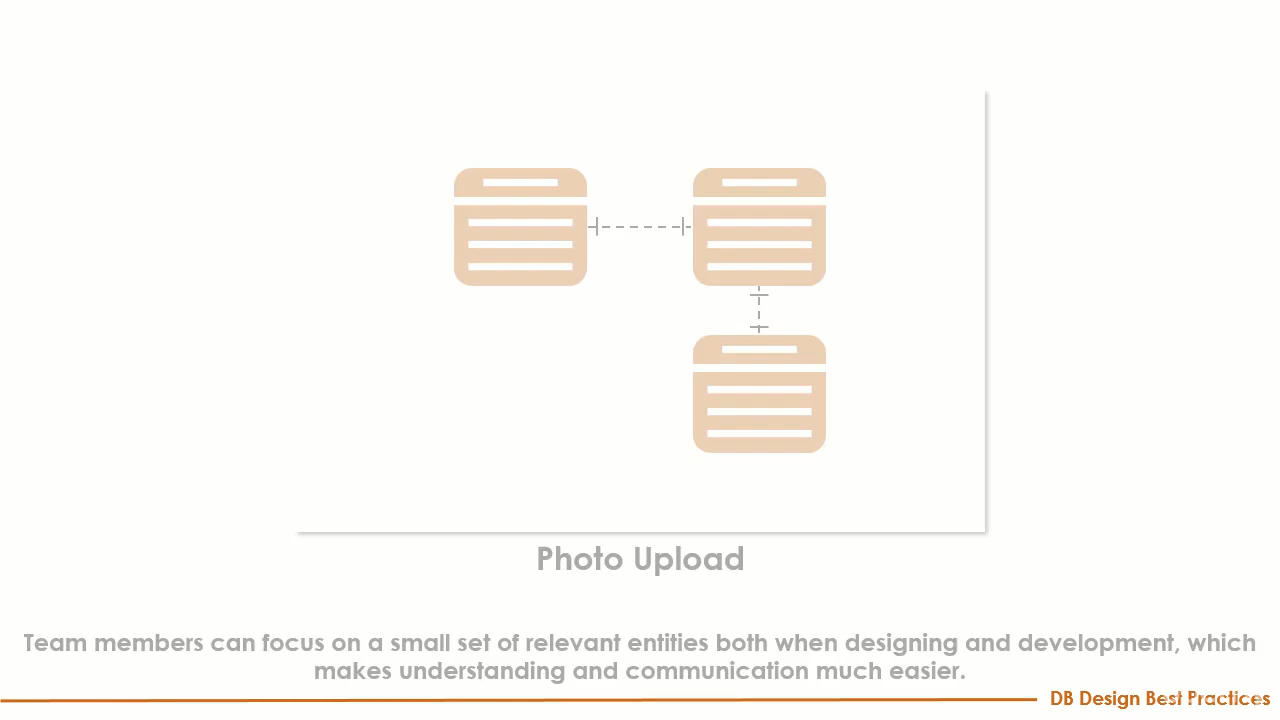 Photo Upload
Team members can focus on a small set of relevant entities both when designing and development, which
makes understanding and communication much easier.
DB Design Best Practices